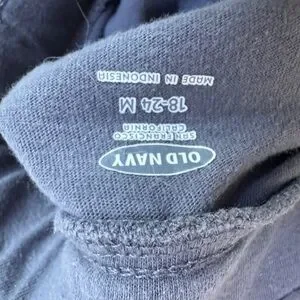 OLD NAVY
SAN FRANCISCO
CALIFORNIA
18-24 M
MADE IN INDONESIA